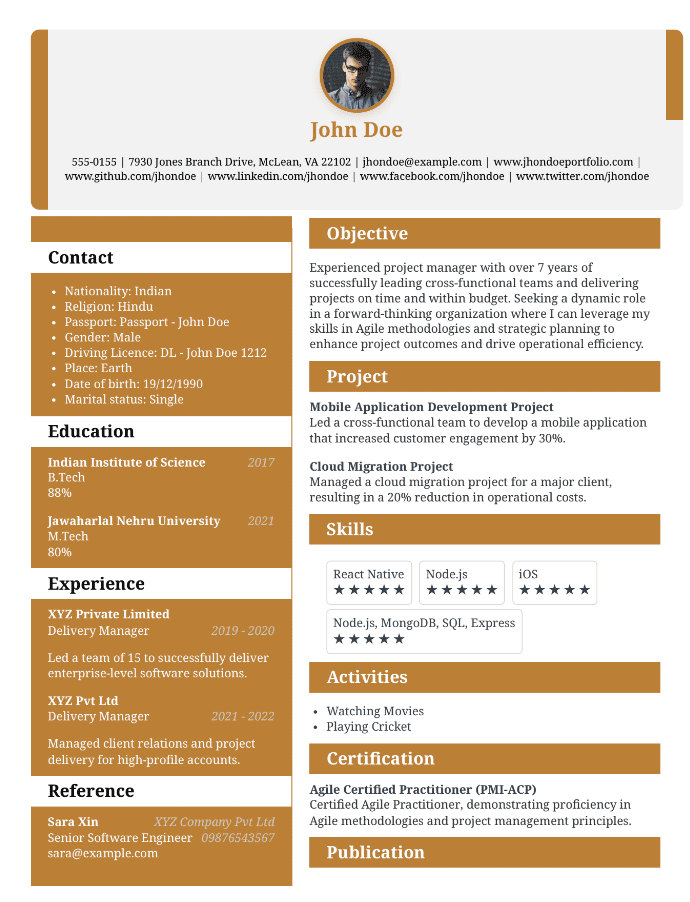 John Doe
555-0155 | 7930 Jones Branch Drive, McLean, VA 22102 | jhondoe@example.com | www.jhondoeportfolio.com |
www.github.com/jhondoe | www.linkedin.com/jhondoe | www.facebook.com/jhondoe | www.twitter.com/jhondoe
Contact
• Nationality: Indian
• Religion: Hindu
• Passport: Passport - John Doe
• Gender: Male
• Driving Licence: DL - John Doe 1212
• Place: Earth
• Date of birth: 19/12/1990
• Marital status: Single
Education
Indian Institute of Science 2017
B.Tech
88%
Jawaharlal Nehru University 2021
M.Tech
80%
Experience
XYZ Private Limited
Delivery Manager 2019 - 2020
Led a team of 15 to successfully deliver
enterprise-level software solutions.
XYZ Pvt Ltd
Delivery Manager 2021 - 2022
Managed client relations and project
delivery for high-profile accounts.
Reference
Sara Xin XYZ Company Pvt Ltd
Senior Software Engineer 09876543567
sara@example.com
Objective
Experienced project manager with over 7 years of
successfully leading cross-functional teams and delivering
projects on time and within budget. Seeking a dynamic role
in a forward-thinking organization where I can leverage my
skills in Agile methodologies and strategic planning to
enhance project outcomes and drive operational efficiency.
Project
Mobile Application Development Project
Led a cross-functional team to develop a mobile application
that increased customer engagement by 30%.
Cloud Migration Project
Managed a cloud migration project for a major client,
resulting in a 20% reduction in operational costs.
Skills
React Native Node.js iOS
★★★★★ ★★★★★ ★★★★★
Node.js, MongoDB, SQL, Express
★★★★★
Activities
• Watching Movies
• Playing Cricket
Certification
Agile Certified Practitioner (PMI-ACP)
Certified Agile Practitioner, demonstrating proficiency in
Agile methodologies and project management principles.
Publication